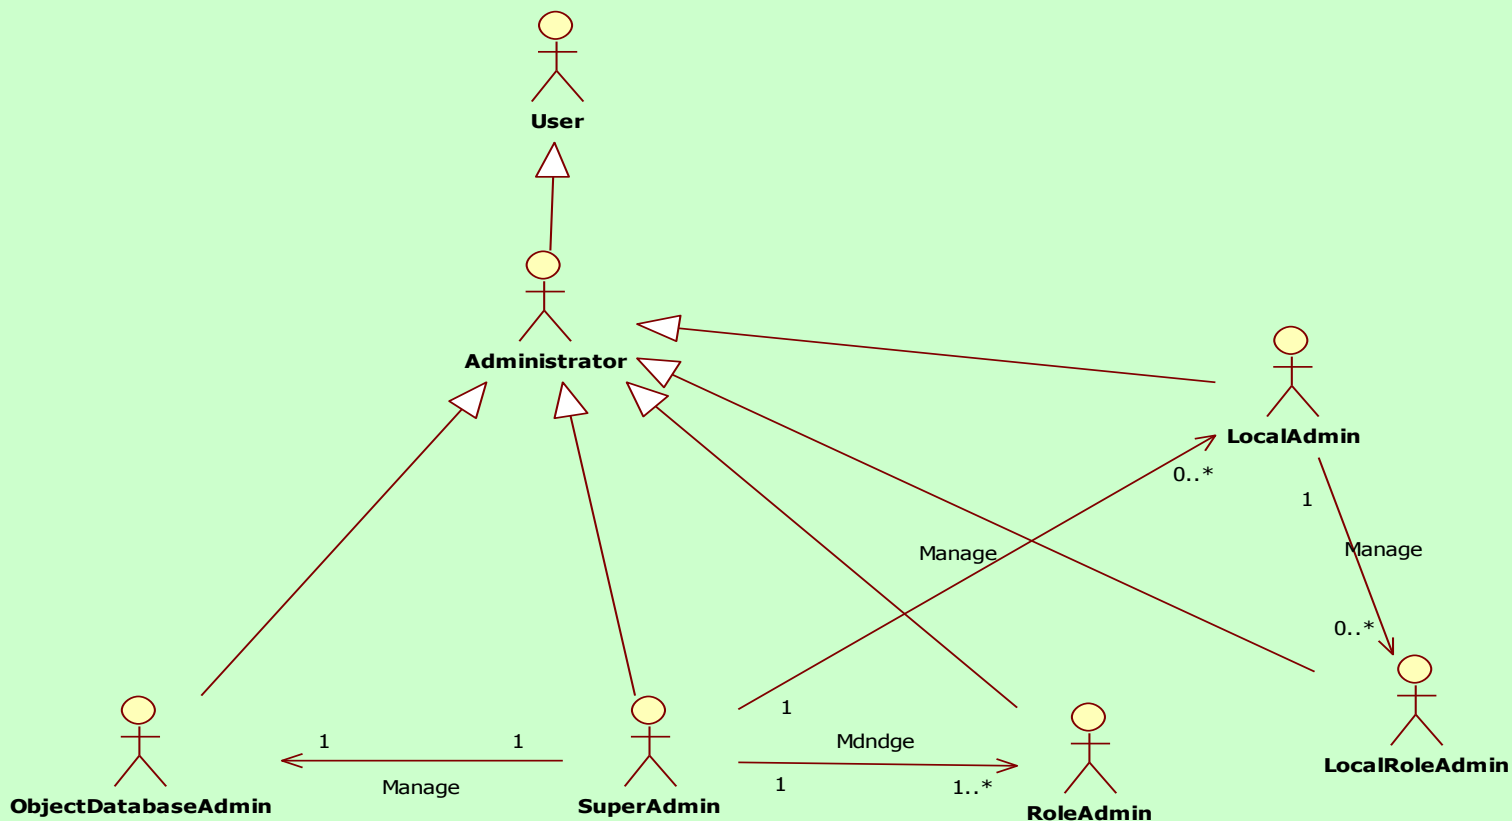 User
Administrator
LocalAdmin
0..*
1
Manage
Manage
0..*
1
1
1
Mdndge
LocalRoleAdmin
Manage
1
1..*
ObjectDatabaseAdmin
SuperAdmin
RoleAdmin